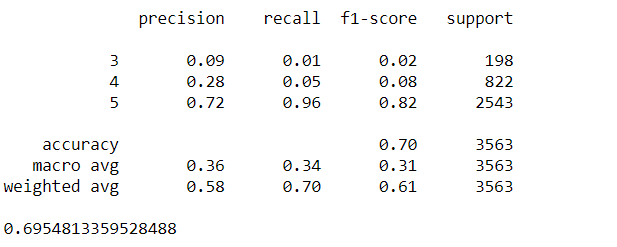 precision recall f1-score support
3 0.09 0.01 0.02 198
4 0.28 0.05 0.08 822
5 0.72 0.96 0.82 2543
accuracy 0.70 3563
macro avg 0.36 0.34 0.31 3563
weighted avg 0.58 0.70 0.61 3563
0.6954813359528488